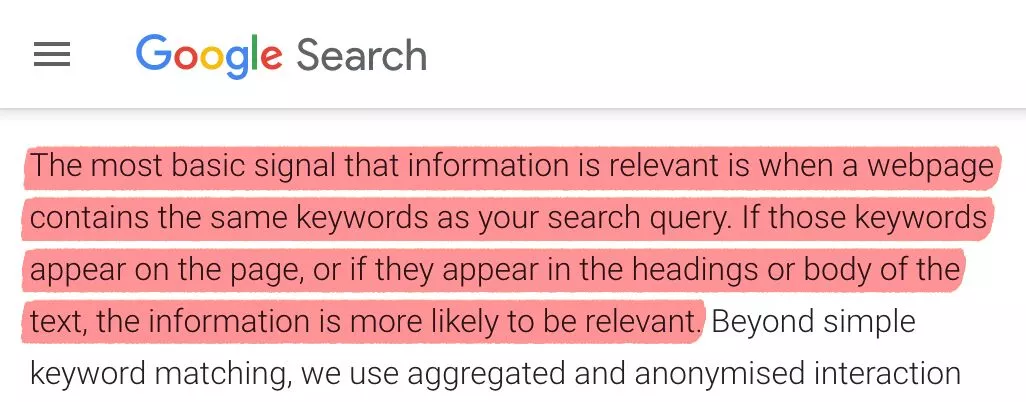 Google Search
The most basic signal that information is relevant is when a webpage
contains the same keywords as your search query. If those keywords
appear on the page, or if they appear in the headings or body of the
text, the information is more likely to be relevant. Beyond simple
keyword matching, we use aggregated and anonymised interaction